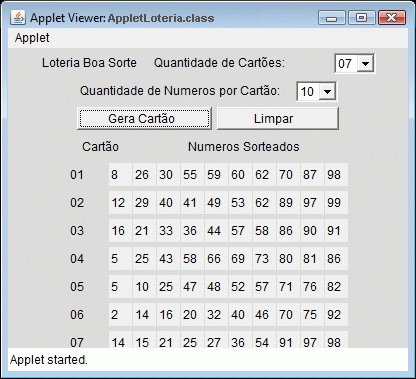 Applet Viewer: AppletLoteria.class
Applet
Loteria Boa Sorte Quantidade de Cartões: 07
Quantidade de Numeros por Cartão: 10
Gera Cartão Limpar
Cartão Numeros Sorteados
01 8 26 30 55 59 60 62 70 87 98
02 12 29 40 41 49 53 62 89 97 99
03 16 21 33 36 44 57 58 86 90 91
04 5 25 43 58 66 69 73 80 81 86
05 5 10 25 47 48 52 57 71 76 82
06 2 14 16 20 32 40 46 70 75 92
07 14 15 21 25 27 36 54 91 97 98
Applet started.